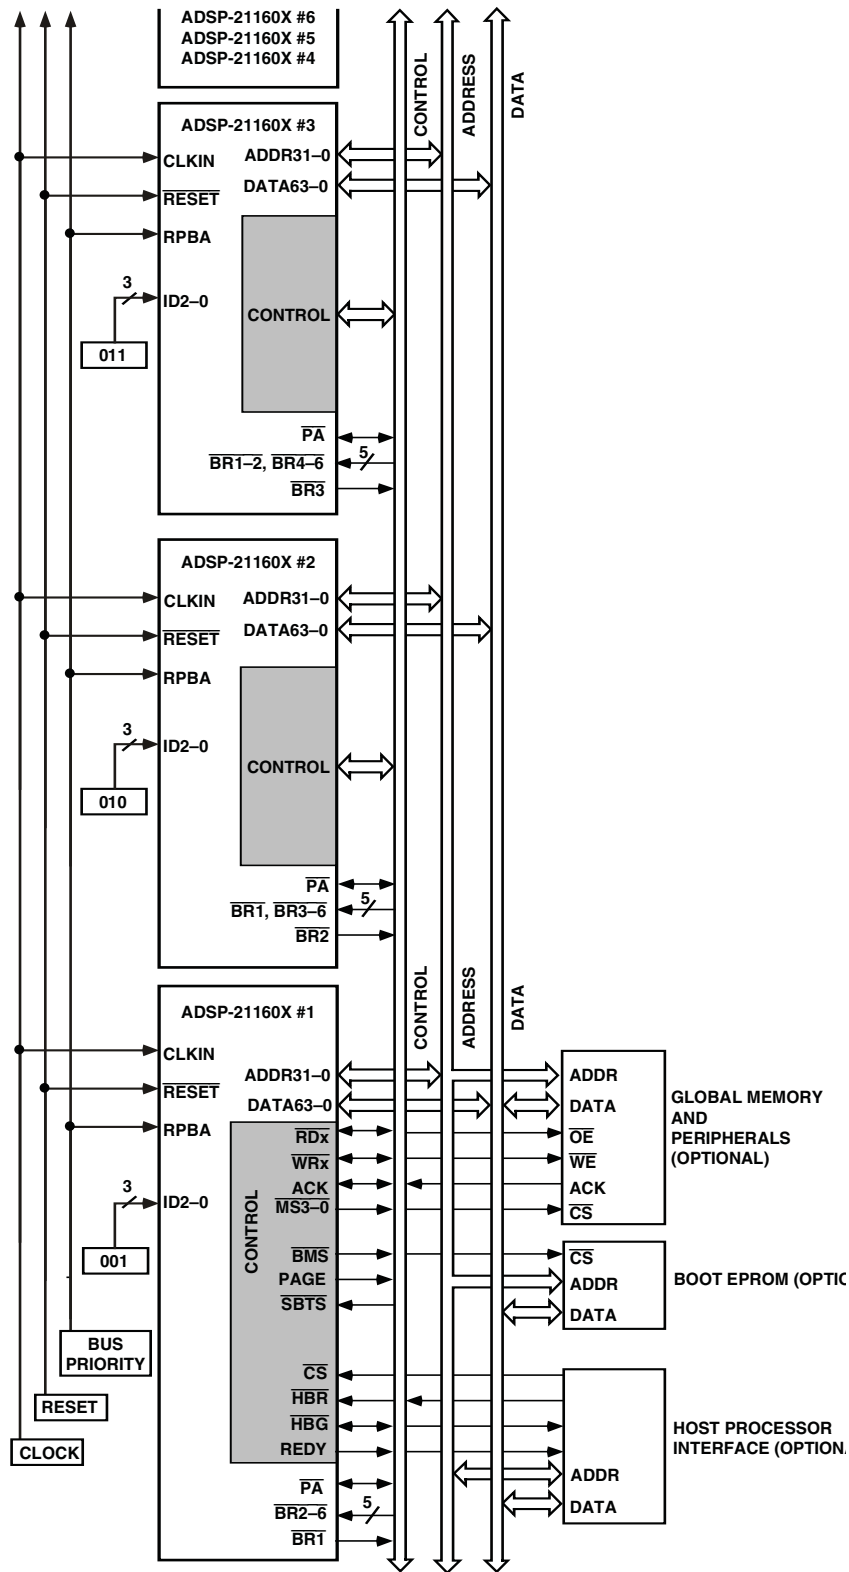 ADSP-21160X #6
ADSP-21160X #5
ADSP-21160X #4
CONTROL
ADDRESS
DATA
ADSP-21160X #3
CLKIN
ADDR31–0
RESET
DATA63–0
RPBA
3
ID2–0
CONTROL
011
PA
5
BR1–2, BR4–6
BR3
ADSP-21160X #2
CLKIN
ADDR31–0
RESET
DATA63–0
RPBA
3
ID2–0
CONTROL
010
PA
5
BR1, BR3–6
BR2
CONTROL
ADDRESS
DATA
ADSP-21160X #1
CLKIN
ADDR31–0
RESET
DATA63–0
RPBA
RDx
WRx
ACK
MS3–0
3
ID2–0
CONTROL
001
BMS
PAGE
SBTS
CS
HBR
HBG
REDY
PA
5
BR2–6
BR1
BUS
PRIORITY
RESET
CLOCK
ADDR
DATA
OE
WE
ACK
CS
GLOBAL MEMORY
AND
PERIPHERALS
(OPTIONAL)
CS
ADDR
DATA
BOOT EPROM (OPTIO
ADDR
DATA
HOST PROCESSOR
INTERFACE (OPTIONA